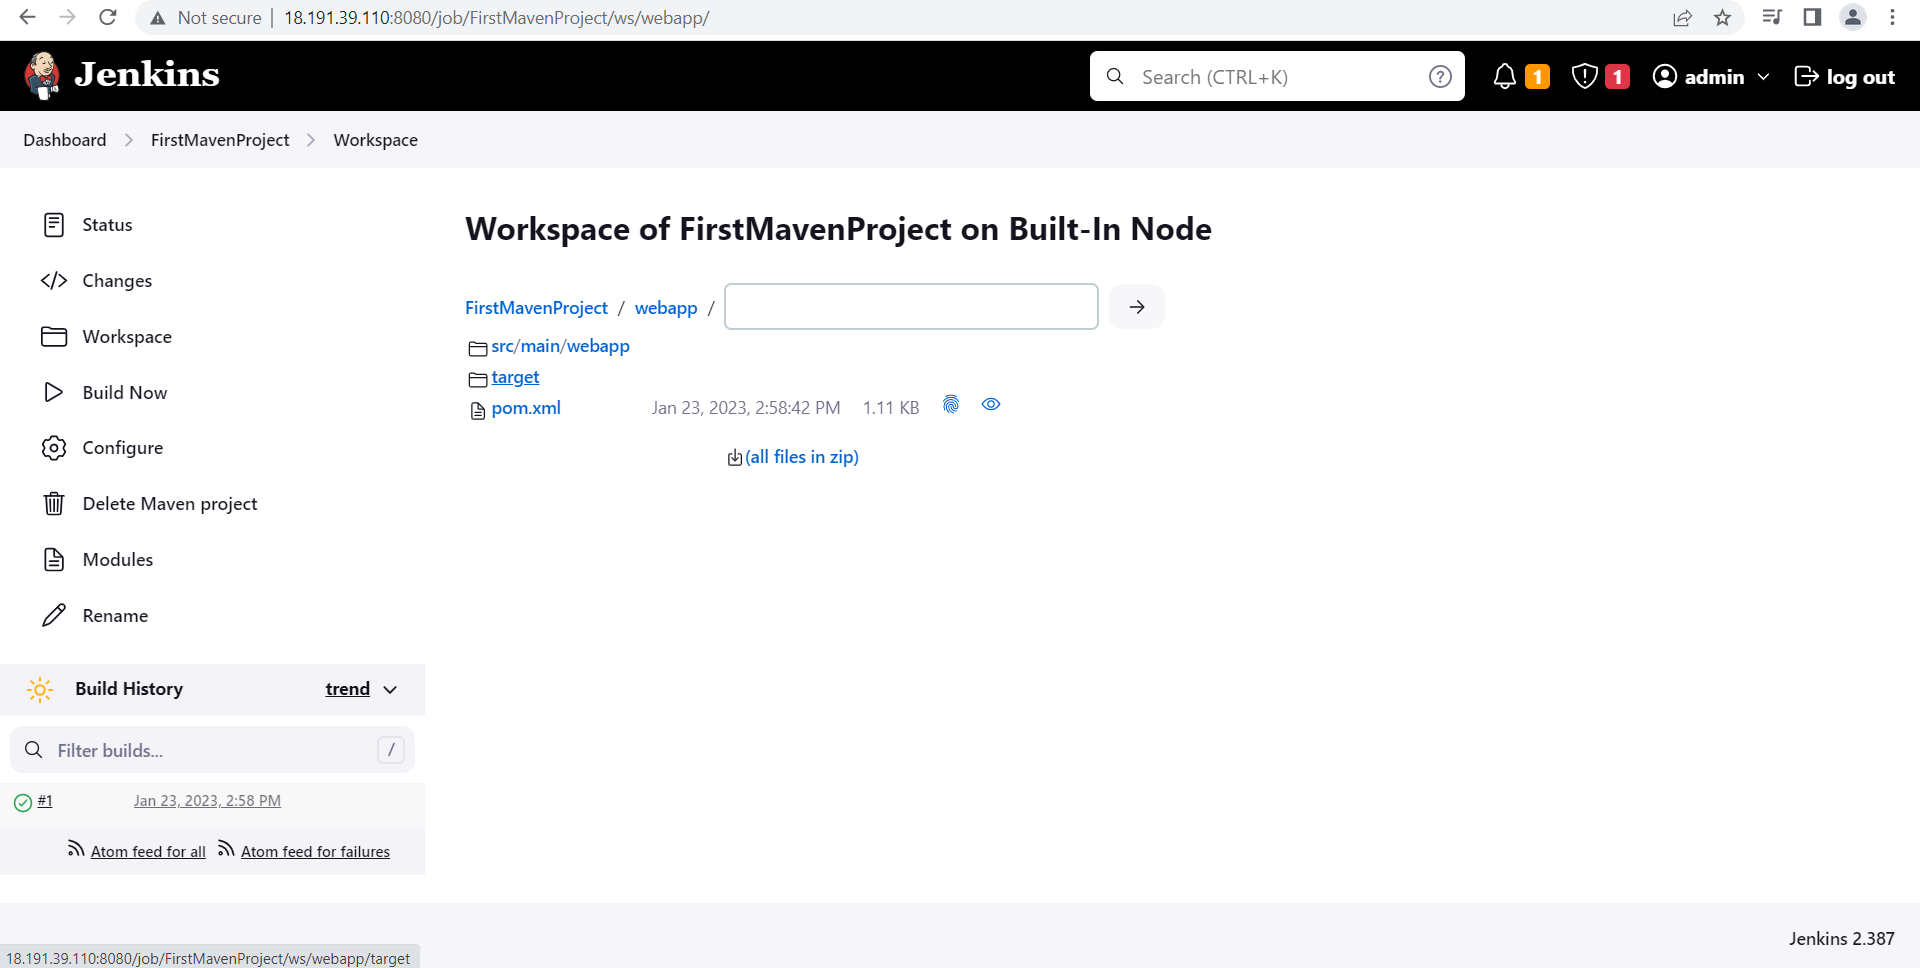 Not secure | 18.191.39.110:8080/job/FirstMavenProject/ws/webapp/
Jenkins
Search (CTRL+K) ?
1
1
admin
log out
Dashboard > FirstMavenProject > Workspace
Status
Changes
Workspace
Build Now
Configure
Delete Maven project
Modules
Rename
Build History
trend
Filter builds... /
#1 Jan 23, 2023, 2:58 PM
Atom feed for all Atom feed for failures
Workspace of FirstMavenProject on Built-In Node
FirstMavenProject / webapp /
src/main/webapp
target
pom.xml Jan 23, 2023, 2:58:42 PM 1.11 KB
(all files in zip)
Jenkins 2.387
18.191.39.110:8080/job/FirstMavenProject/ws/webapp/target